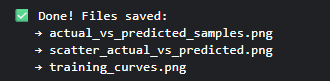 ✅ Done! Files saved:
→ actual_vs_predicted_samples.png
→ scatter_actual_vs_predicted.png
→ training_curves.png